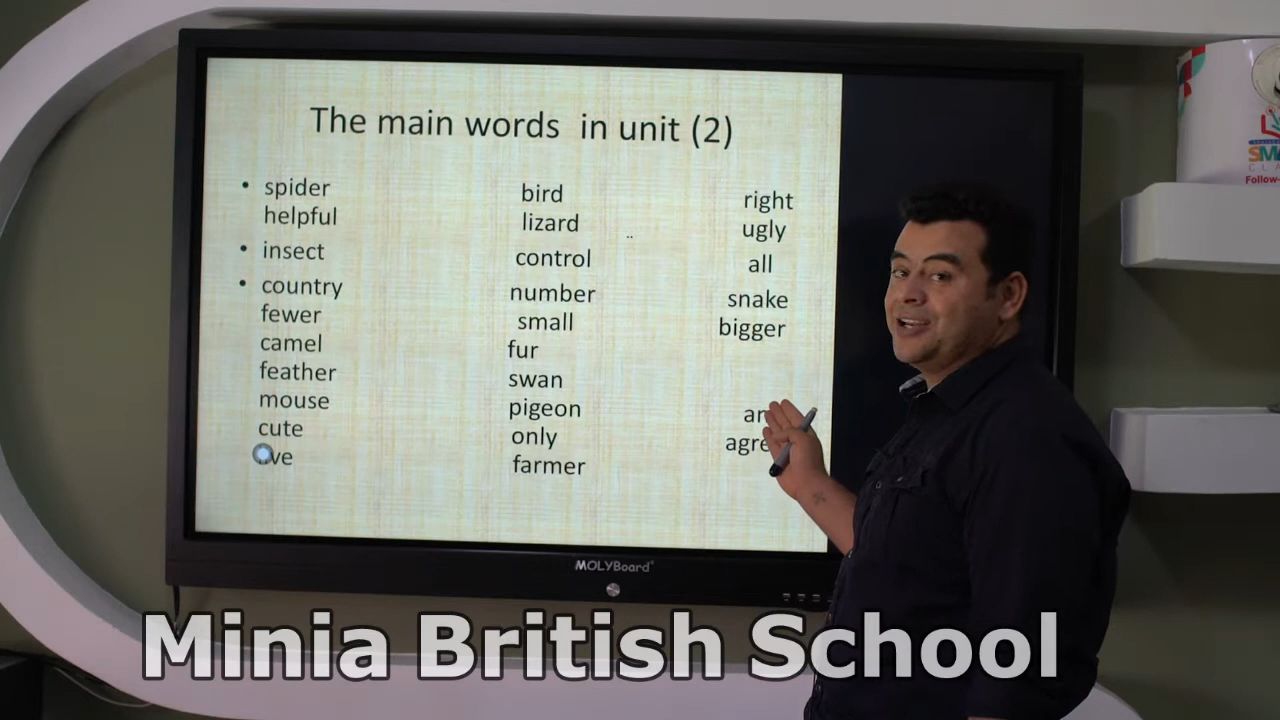 The main words in unit (2)
• spider bird right
helpful lizard ugly
• insect control all
• country number snake
fewer small bigger
camel fur
feather swan
mouse pigeon
cute only
farmer
MOLYBoard
Follow-
Minia British School